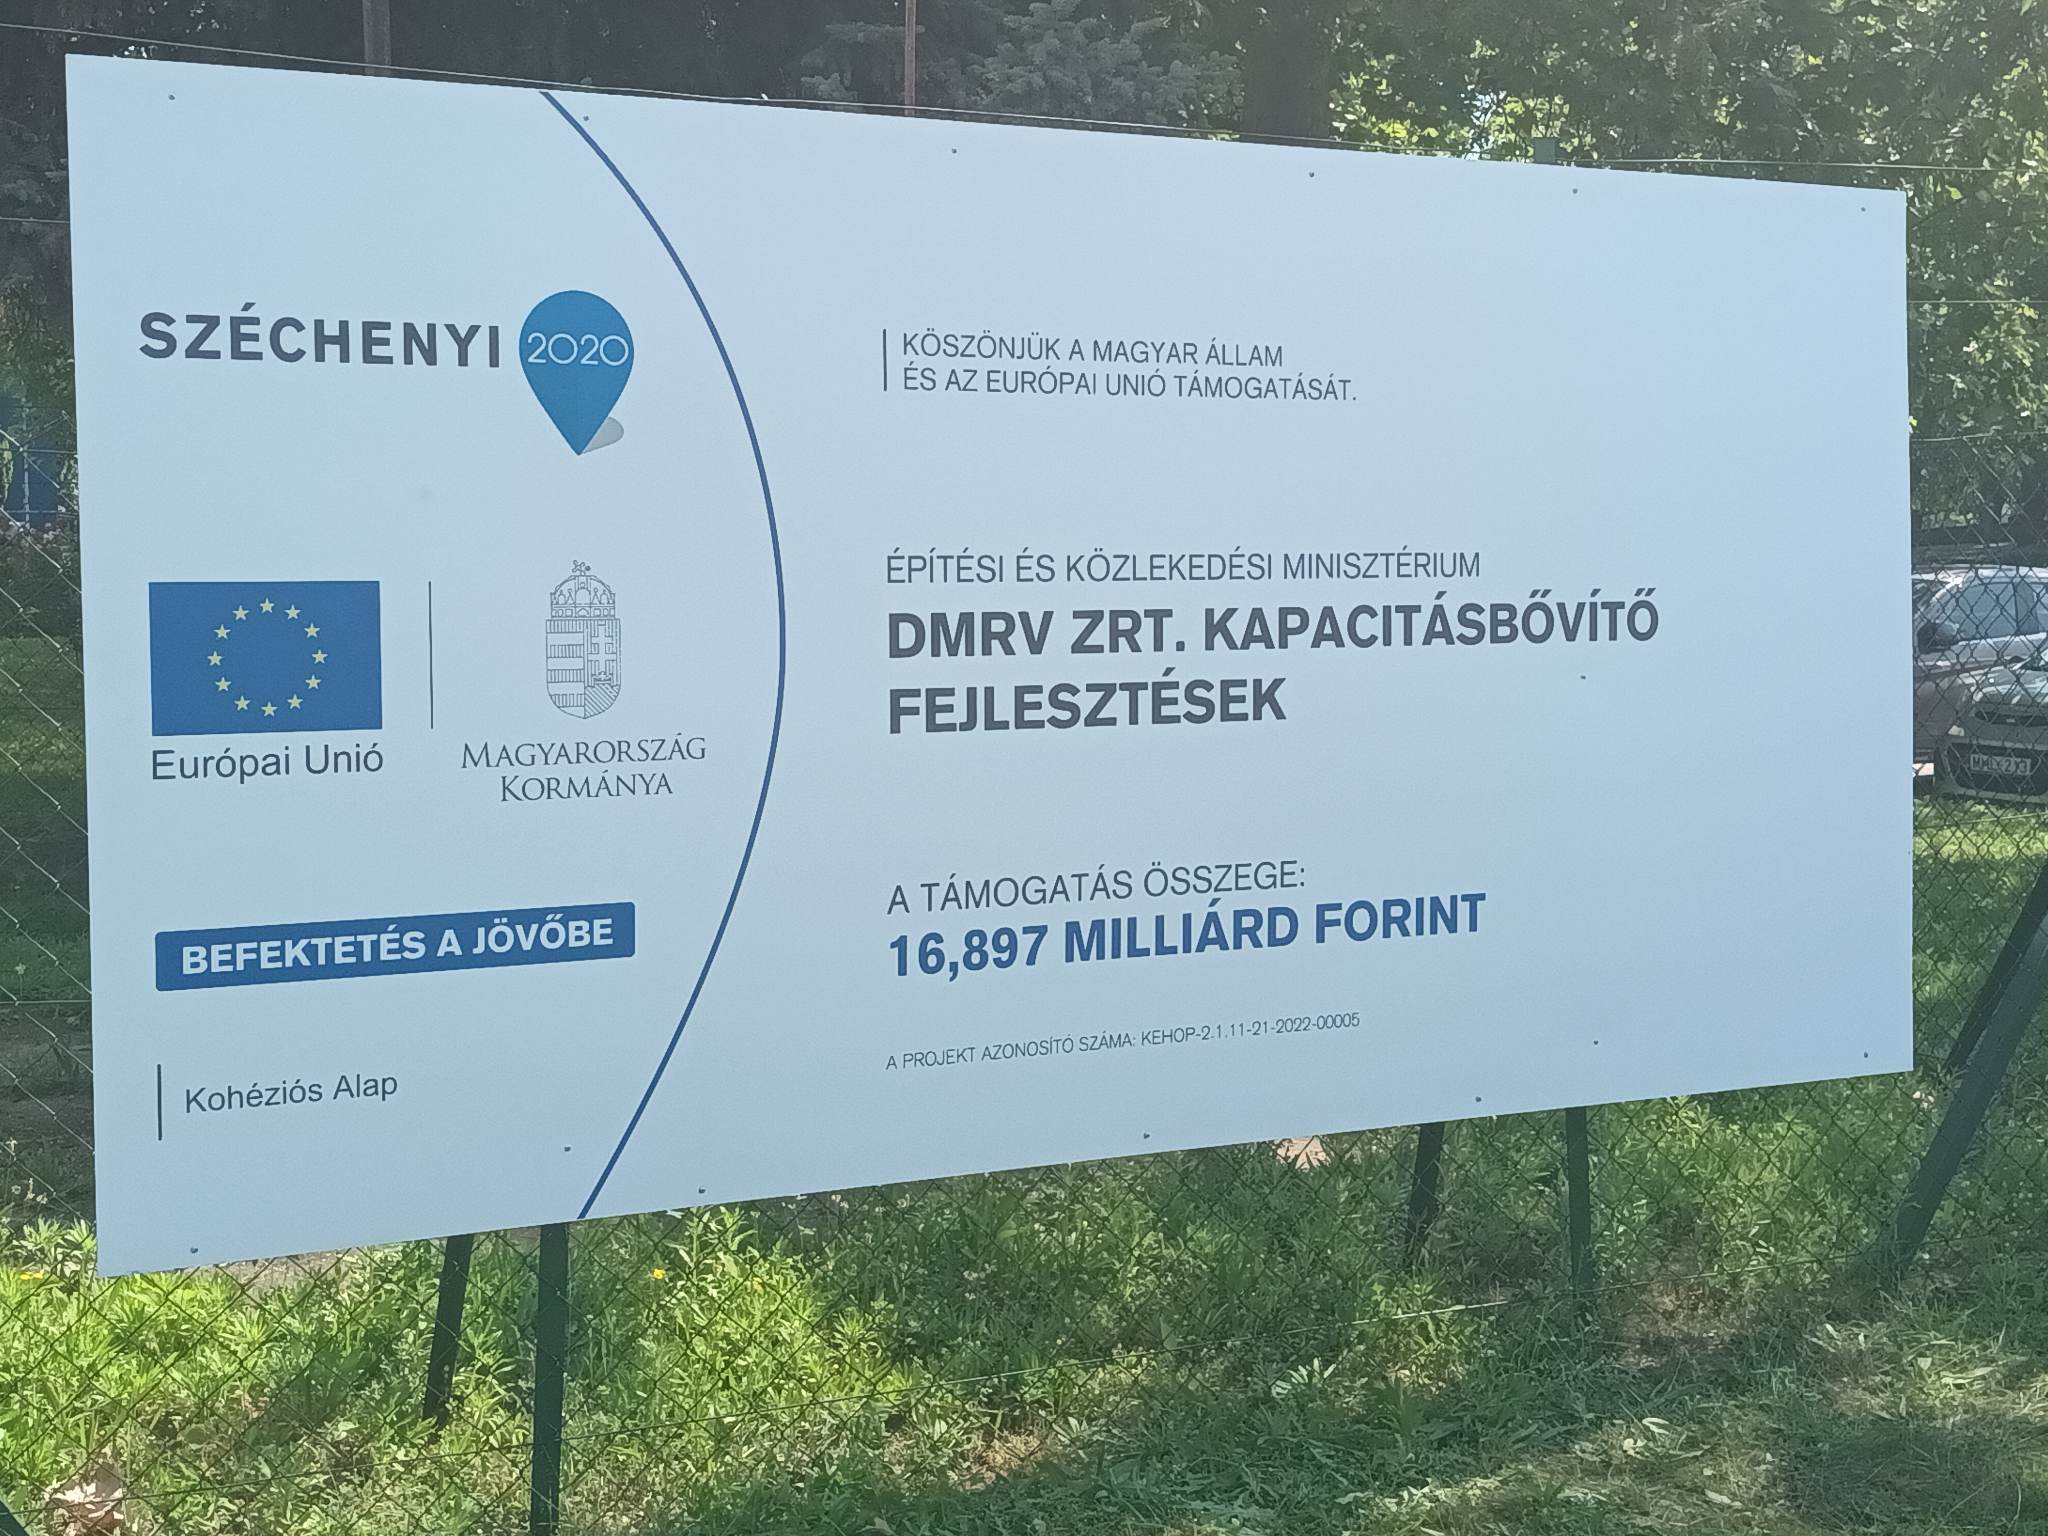 SZÉCHENYI 2020
Európai Unió
MAGYARORSZÁG
KORMÁNYA
BEFEKTETÉS A JÖVŐBE
Kohéziós Alap
KÖSZÖNJÜK A MAGYAR ÁLLAM
ÉS AZ EURÓPAI UNIÓ TÁMOGATÁSÁT.
ÉPÍTÉSI ÉS KÖZLEKEDÉSI MINISZTÉRIUM
DMRV ZRT. KAPACITÁSBŐVÍTŐ
FEJLESZTÉSEK
A TÁMOGATÁS ÖSSZEGE:
16,897 MILLIÁRD FORINT
A PROJEKT AZONOSÍTÓ SZÁMA: KEHOP-2.1.11-21-2022-00005